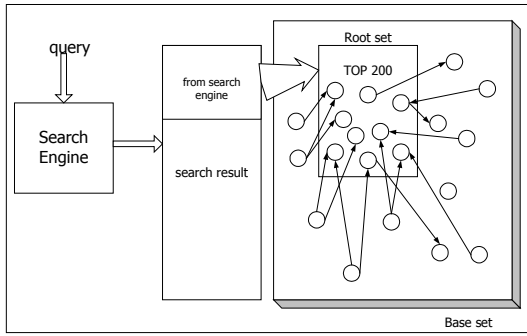 query
Search
Engine
from search
engine
search result
Root set
TOP 200
Base set